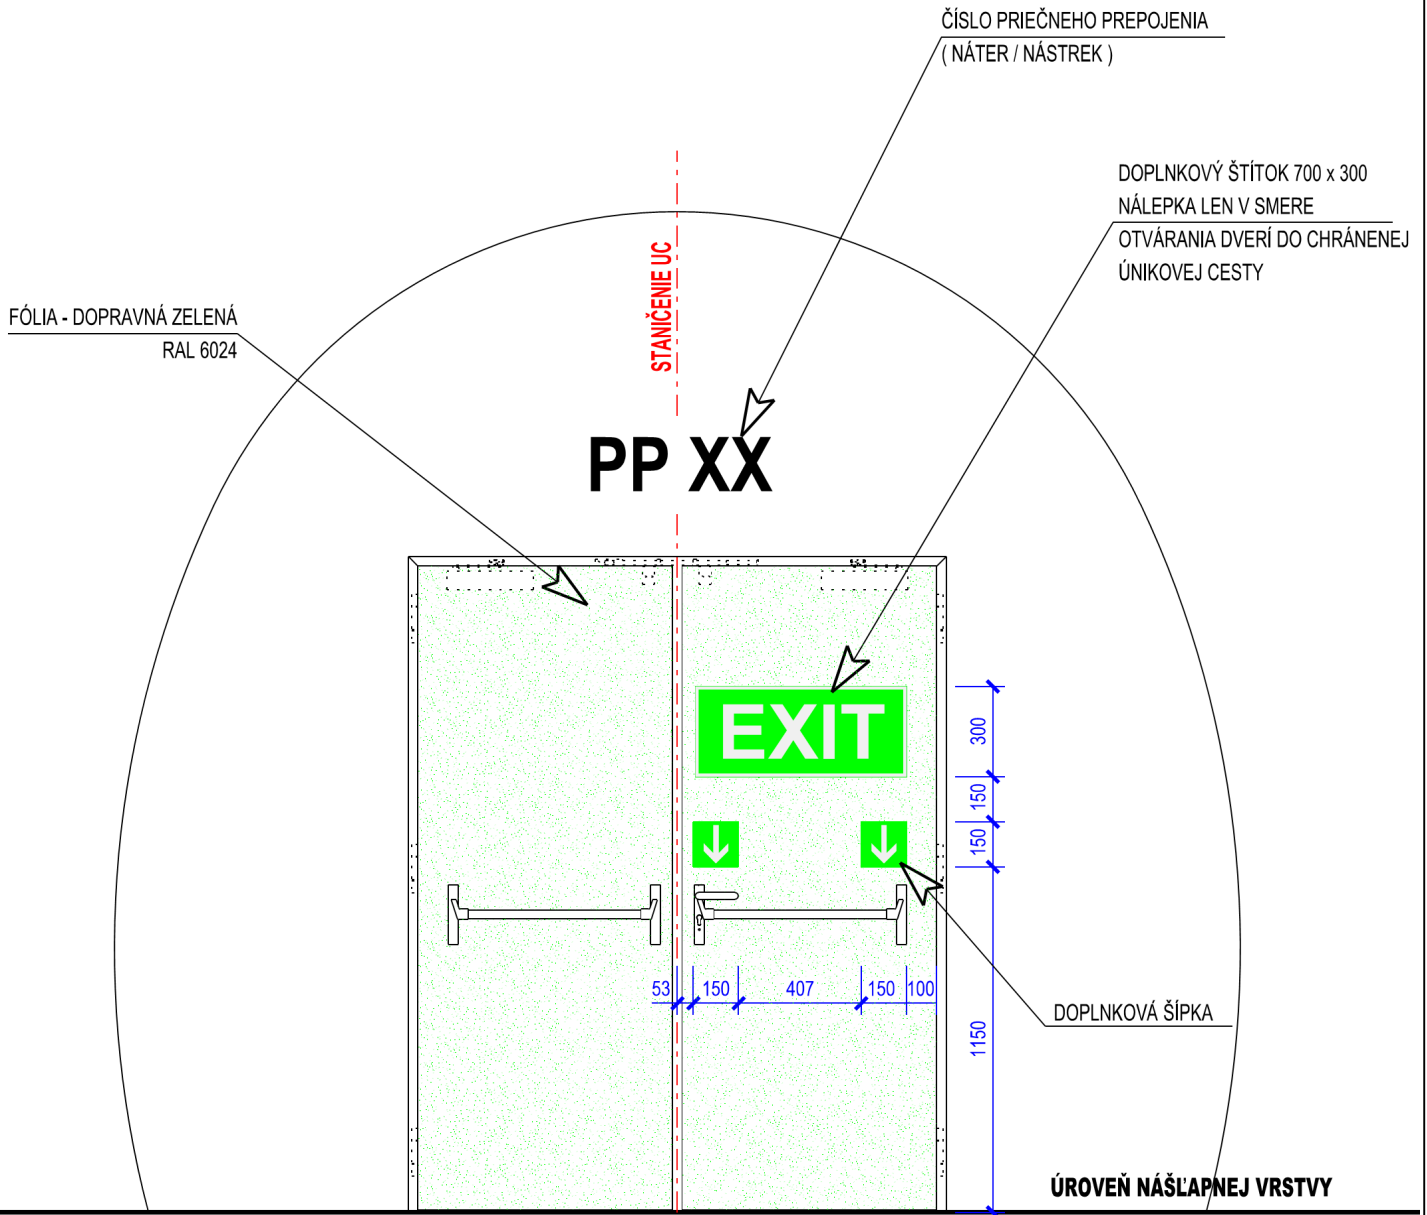 ČÍSLO PRIEČNEHO PREPOJENIA
( NÁTER / NÁSTREK )
DOPLNKOVÝ ŠTÍTOK 700 x 300
NÁLEPKA LEN V SMERE
OTVÁRANIA DVERÍ DO CHRÁNENEJ
ÚNIKOVEJ CESTY
STANIČENIE UC
FÓLIA - DOPRAVNÁ ZELENÁ
RAL 6024
PP XX
EXIT
300
150
150
53
150
407
150
100
1150
DOPLNKOVÁ ŠÍPKA
ÚROVEŇ NÁŠĽAPNEJ VRSTVY